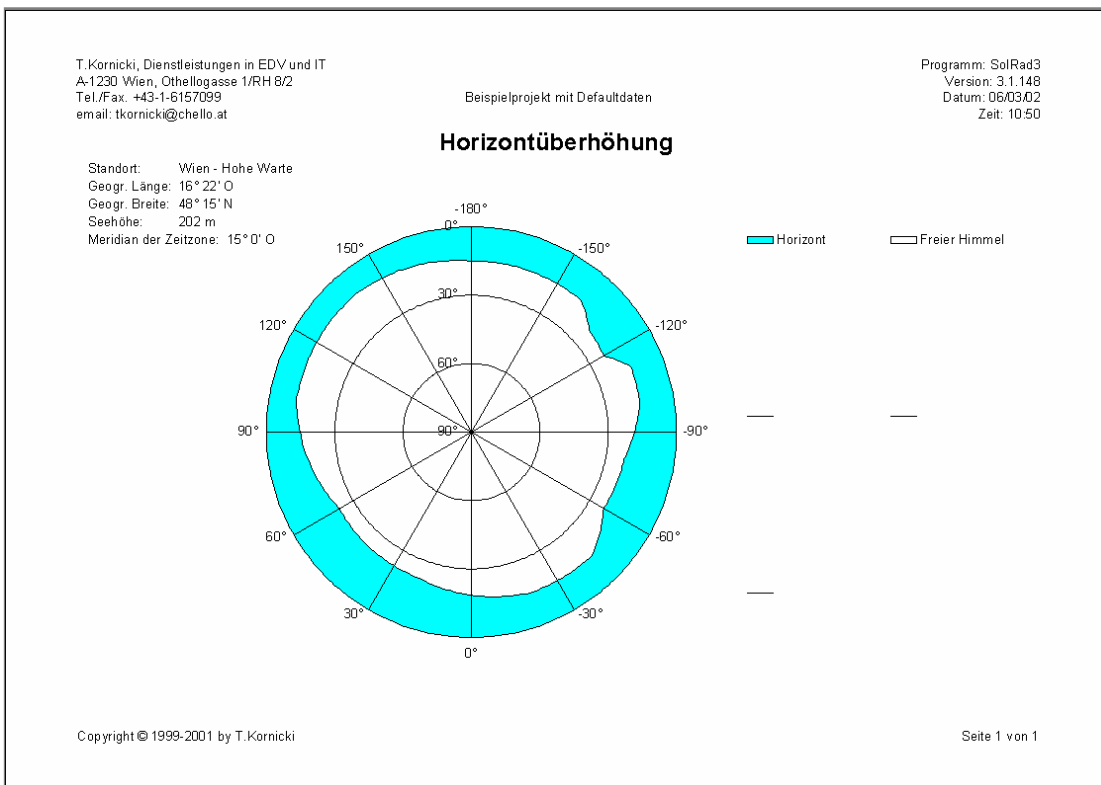 T.Kornicki, Dienstleistungen in EDV und IT
A-1230 Wien, Othellogasse 1/RH 8/2
Tel./Fax. +43-1-6157099
email: tkornicki@chello.at
Beispielprojekt mit Defaultdaten
Programm: SolRad3
Version: 3.1.148
Datum: 06/03/02
Zeit: 10:50
Horizontüberhöhung
Standort: Wien - Hohe Warte
Geogr. Länge: 16° 22' O
Geogr. Breite: 48° 15' N
Seehöhe: 202 m
Meridian der Zeitzone: 15° 0' O
-180°
0°
150°
-150°
30°
120°
-120°
60°
90°
90°
-90°
60°
-60°
30°
-30°
0°
Horizont
Freier Himmel
Copyright © 1999-2001 by T.Kornicki
Seite 1 von 1